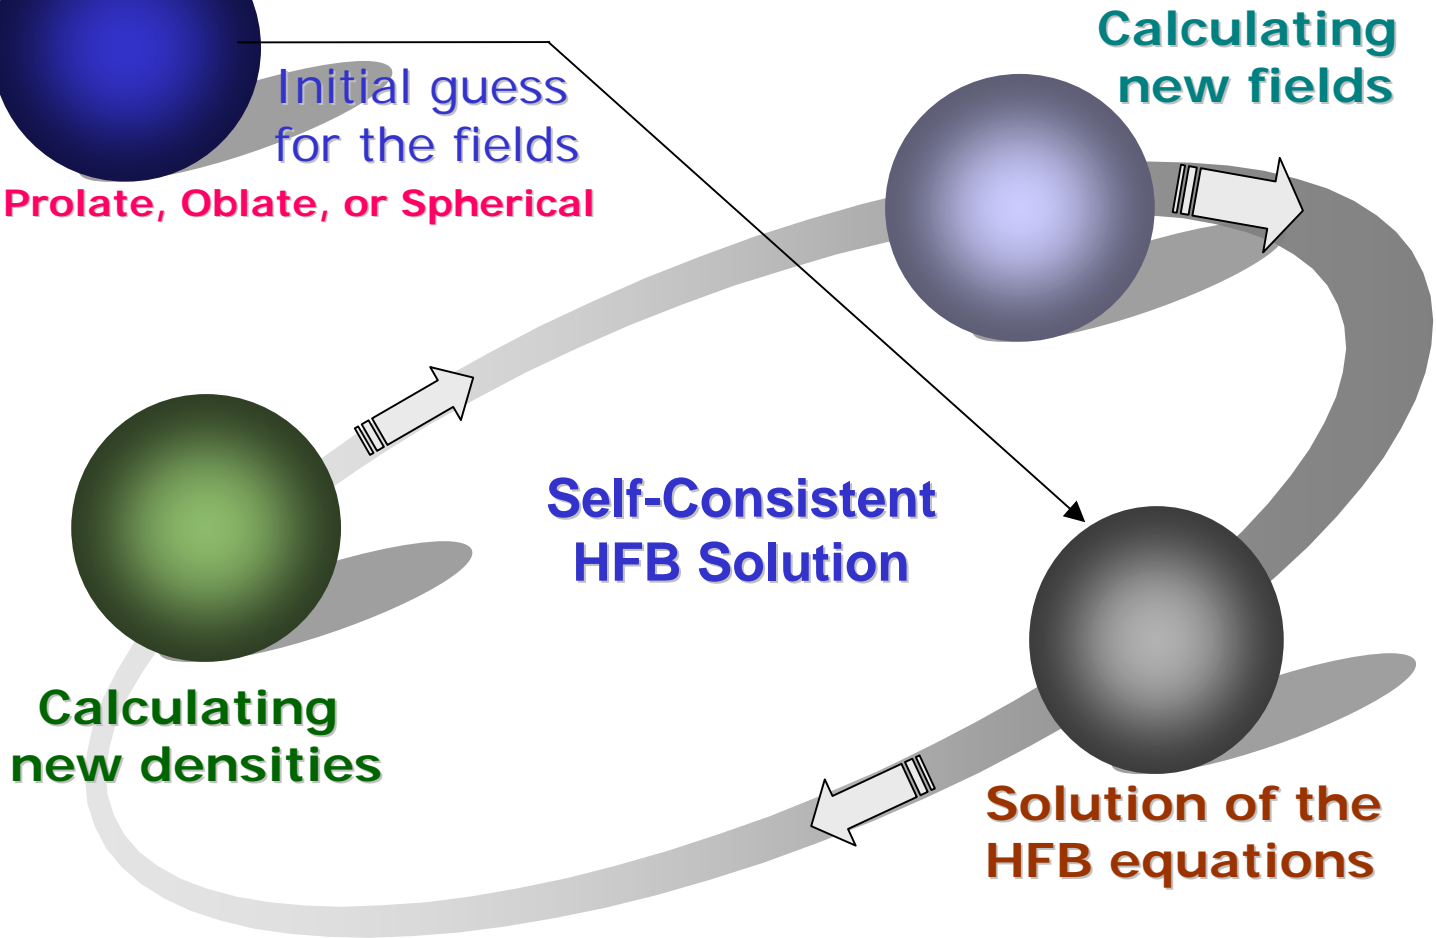 Initial guess
for the fields
Prolate, Oblate, or Spherical
Calculating
new fields
Self-Consistent
HFB Solution
Calculating
new densities
Solution of the
HFB equations